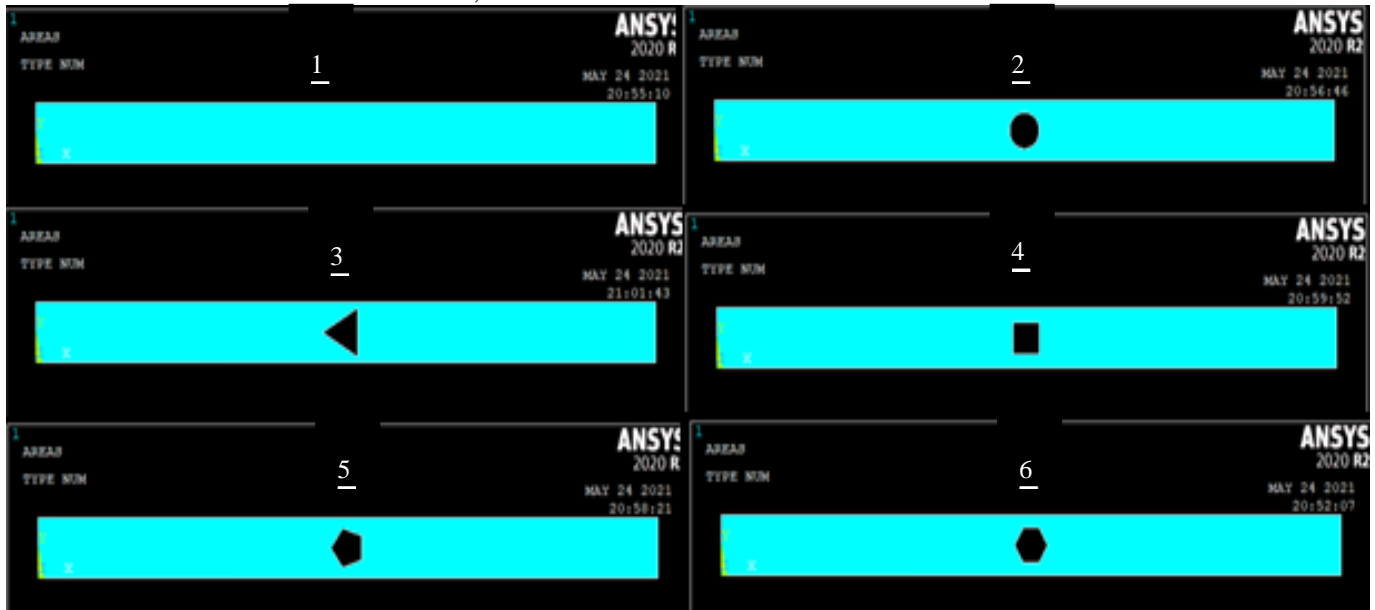 1
AREAS
TYPE NUM
1
ANSYS
2020 R
MAY 24 2021
20:55:10
Y
X
1
AREAS
TYPE NUM
2
ANSYS
2020 R2
MAY 24 2021
20:56:46
Y
X
1
AREAS
TYPE NUM
3
ANSYS
2020 R2
MAY 24 2021
21:01:43
Y
X
1
AREAS
TYPE NUM
4
ANSYS
2020 R2
MAY 24 2021
20:59:52
Y
X
1
AREAS
TYPE NUM
5
ANSYS
2020 R
MAY 24 2021
20:58:21
Y
X
1
AREAS
TYPE NUM
6
ANSYS
2020 R2
MAY 24 2021
20:52:07
Y
X